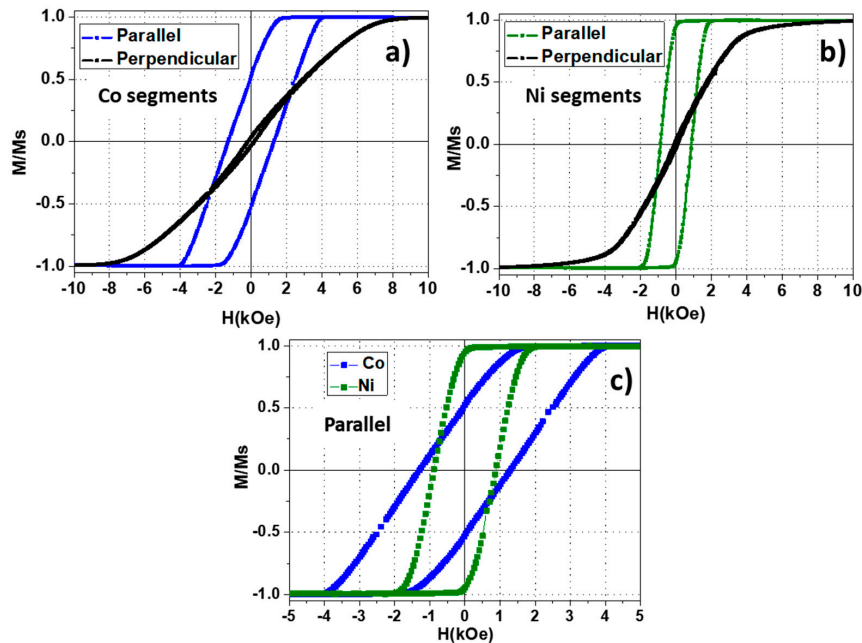 1.0
0.5
0.0
-0.5
-1.0
M/Ms
Parallel
Perpendicular
a)
Co segments
-10 -8 -6 -4 -2 0 2 4 6 8 10
H(kOe)
1.0
0.5
0.0
-0.5
-1.0
M/Ms
Parallel
Perpendicular
b)
Ni segments
-10 -8 -6 -4 -2 0 2 4 6 8 10
H(kOe)
1.0
0.5
0.0
-0.5
-1.0
M/Ms
Co
Ni
c)
Parallel
-5 -4 -3 -2 -1 0 1 2 3 4 5
H(kOe)